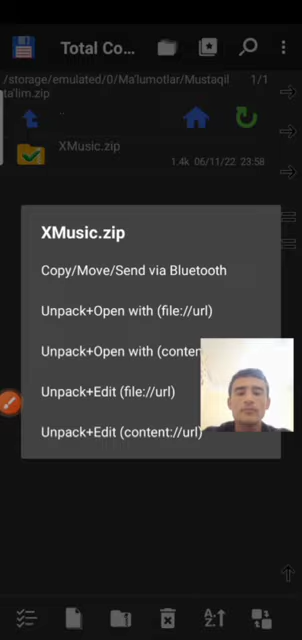 Total Co...
/storage/emulated/0/Ma'lumotlar/Mustaqil
ta'lim.zip
1/1
..
XMusic.zip
1.4k 06/11/22 23:58
XMusic.zip
Copy/Move/Send via Bluetooth
Unpack+Open with (file://url)
Unpack+Open with (conten
Unpack+Edit (file://url)
Unpack+Edit (content://url)
A.
Z.